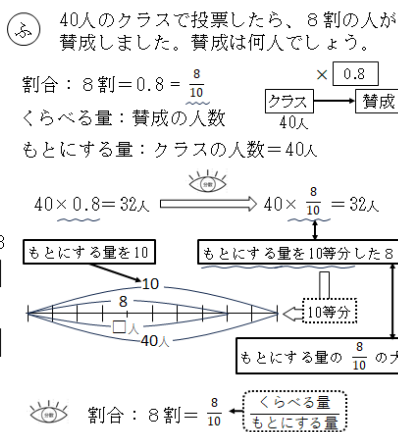 ふ
40人のクラスで投票したら、８割の人が
賛成しました。賛成は何人でしょう。
割合：８割＝0.8 = 8/10
× 0.8
クラス
賛成
40人
くらべる量：賛成の人数
もとにする量：クラスの人数＝40人
分数
40× 0.8＝32人
40× 8/10 ＝32人
3
もとにする量を10
もとにする量を10等分した８
10
8
□人
40人
10等分
もとにする量の 8/10 の大
分数
割合：８割＝ 8/10
くらべる量
もとにする量